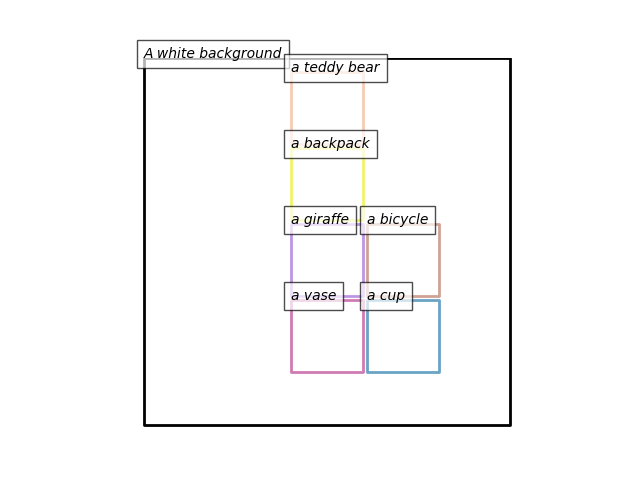 A white background
a teddy bear
a backpack
a giraffe
a bicycle
a vase
a cup